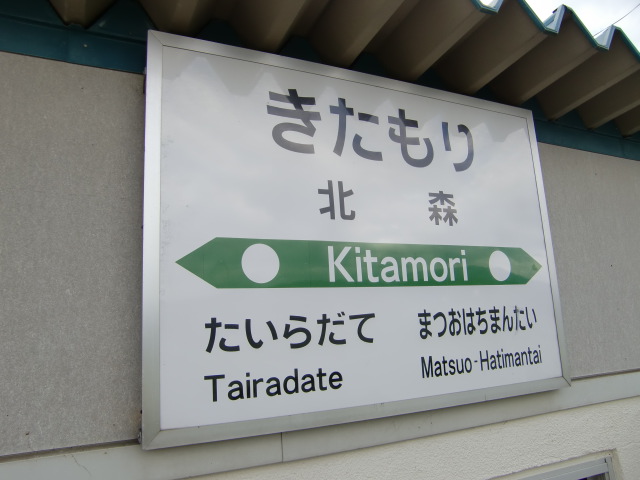 きたもり
北 森
Kitamori
たいらだて まつおはちまんたい
Tairadate Matsuo-Hatimantai